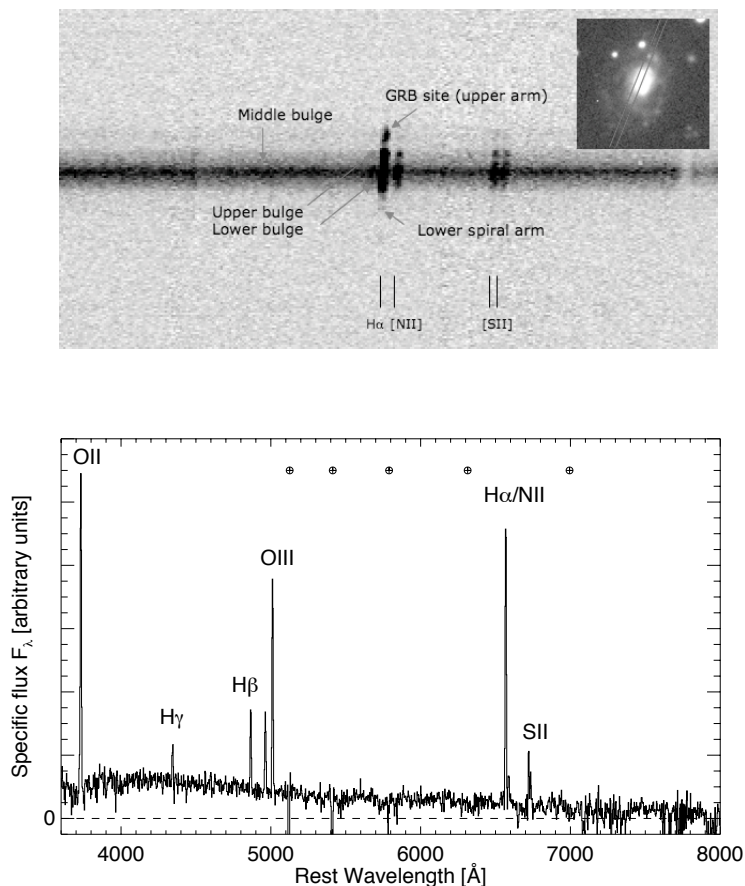 GRB site (upper arm)
Middle bulge
Upper bulge
Lower bulge
Lower spiral arm
Hα [NII] [SII]
OII
Hα/NII
OIII
Hβ
SII
Hγ
0
4000 5000 6000 7000 8000
Rest Wavelength [Å]
Specific flux Fλ [arbitrary units]